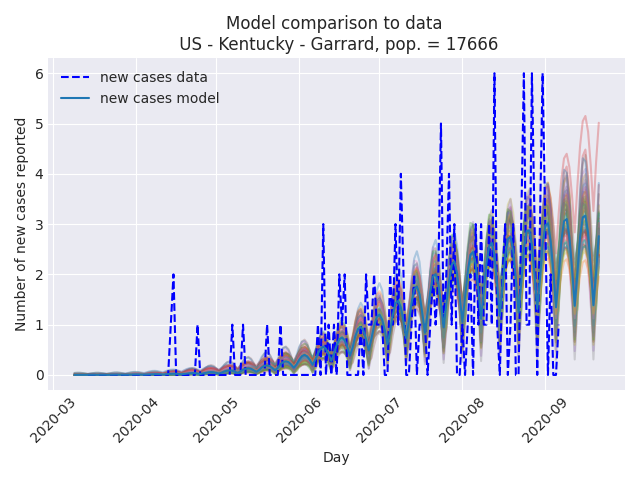 Model comparison to data
US - Kentucky - Garrard, pop. = 17666
new cases data
new cases model
Number of new cases reported
6
5
4
3
2
1
0
2020-03
2020-04
2020-05
2020-06
2020-07
2020-08
2020-09
Day